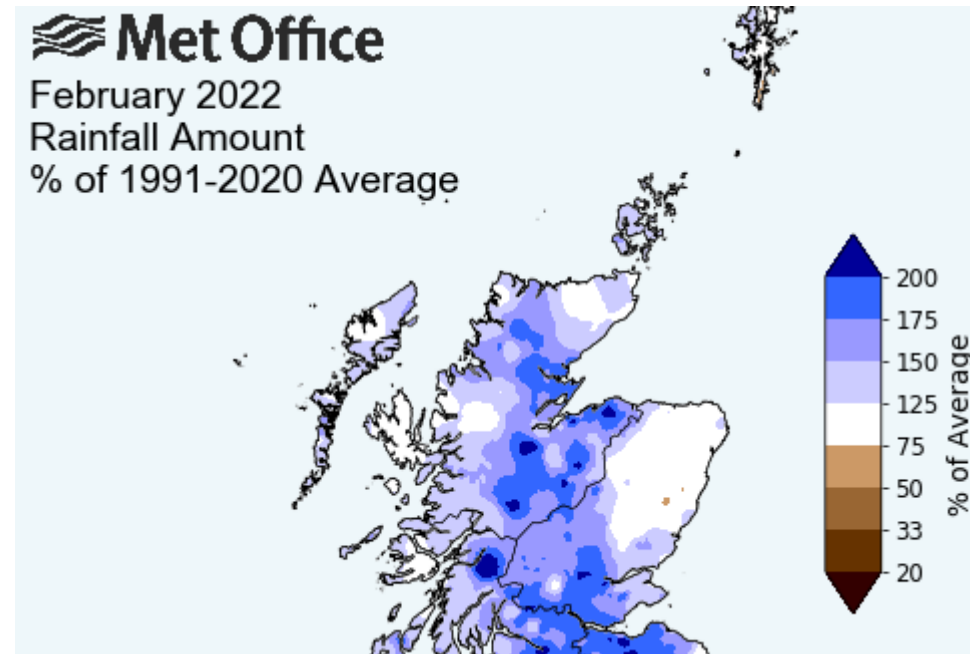 Met Office
February 2022
Rainfall Amount
% of 1991-2020 Average
200
175
150
125
75
50
33
20
% of Average